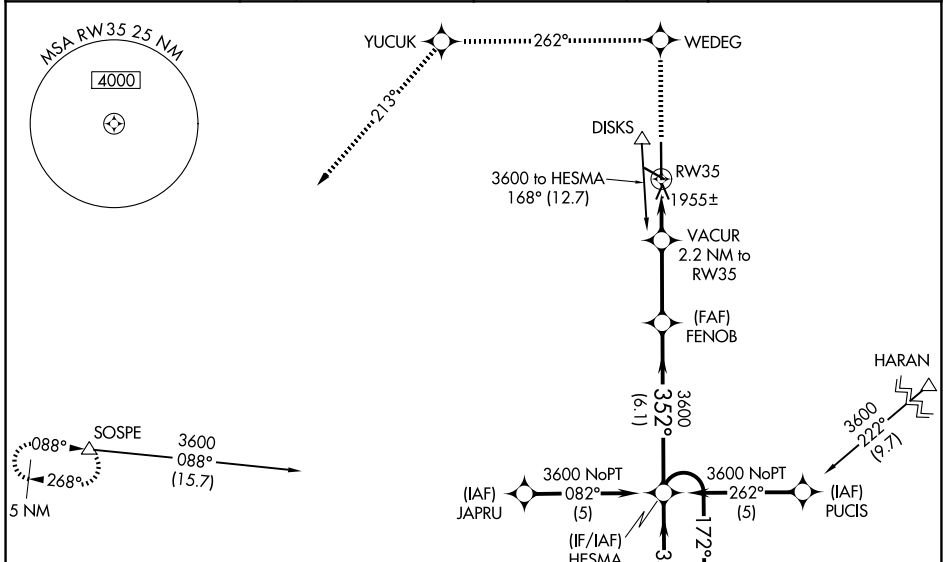 MSA RW35 25 NM
4000
YUCUK
262°
WEDEG
213°
DISKS
RW35
3600 to HESMA
168° (12.7)
1955±
VACUR
2.2 NM to
RW35
(FAF)
FENOB
HARAN
3600
352°
(6.1)
3600
222°
(9.7)
SOSPE
088°
268°
5 NM
3600
088°
(15.7)
(IAF)
JAPRU
3600 NoPT
082°
(5)
3600 NoPT
262°
(5)
(IAF)
PUCIS
(IF/IAF)
HESMA
3
172°